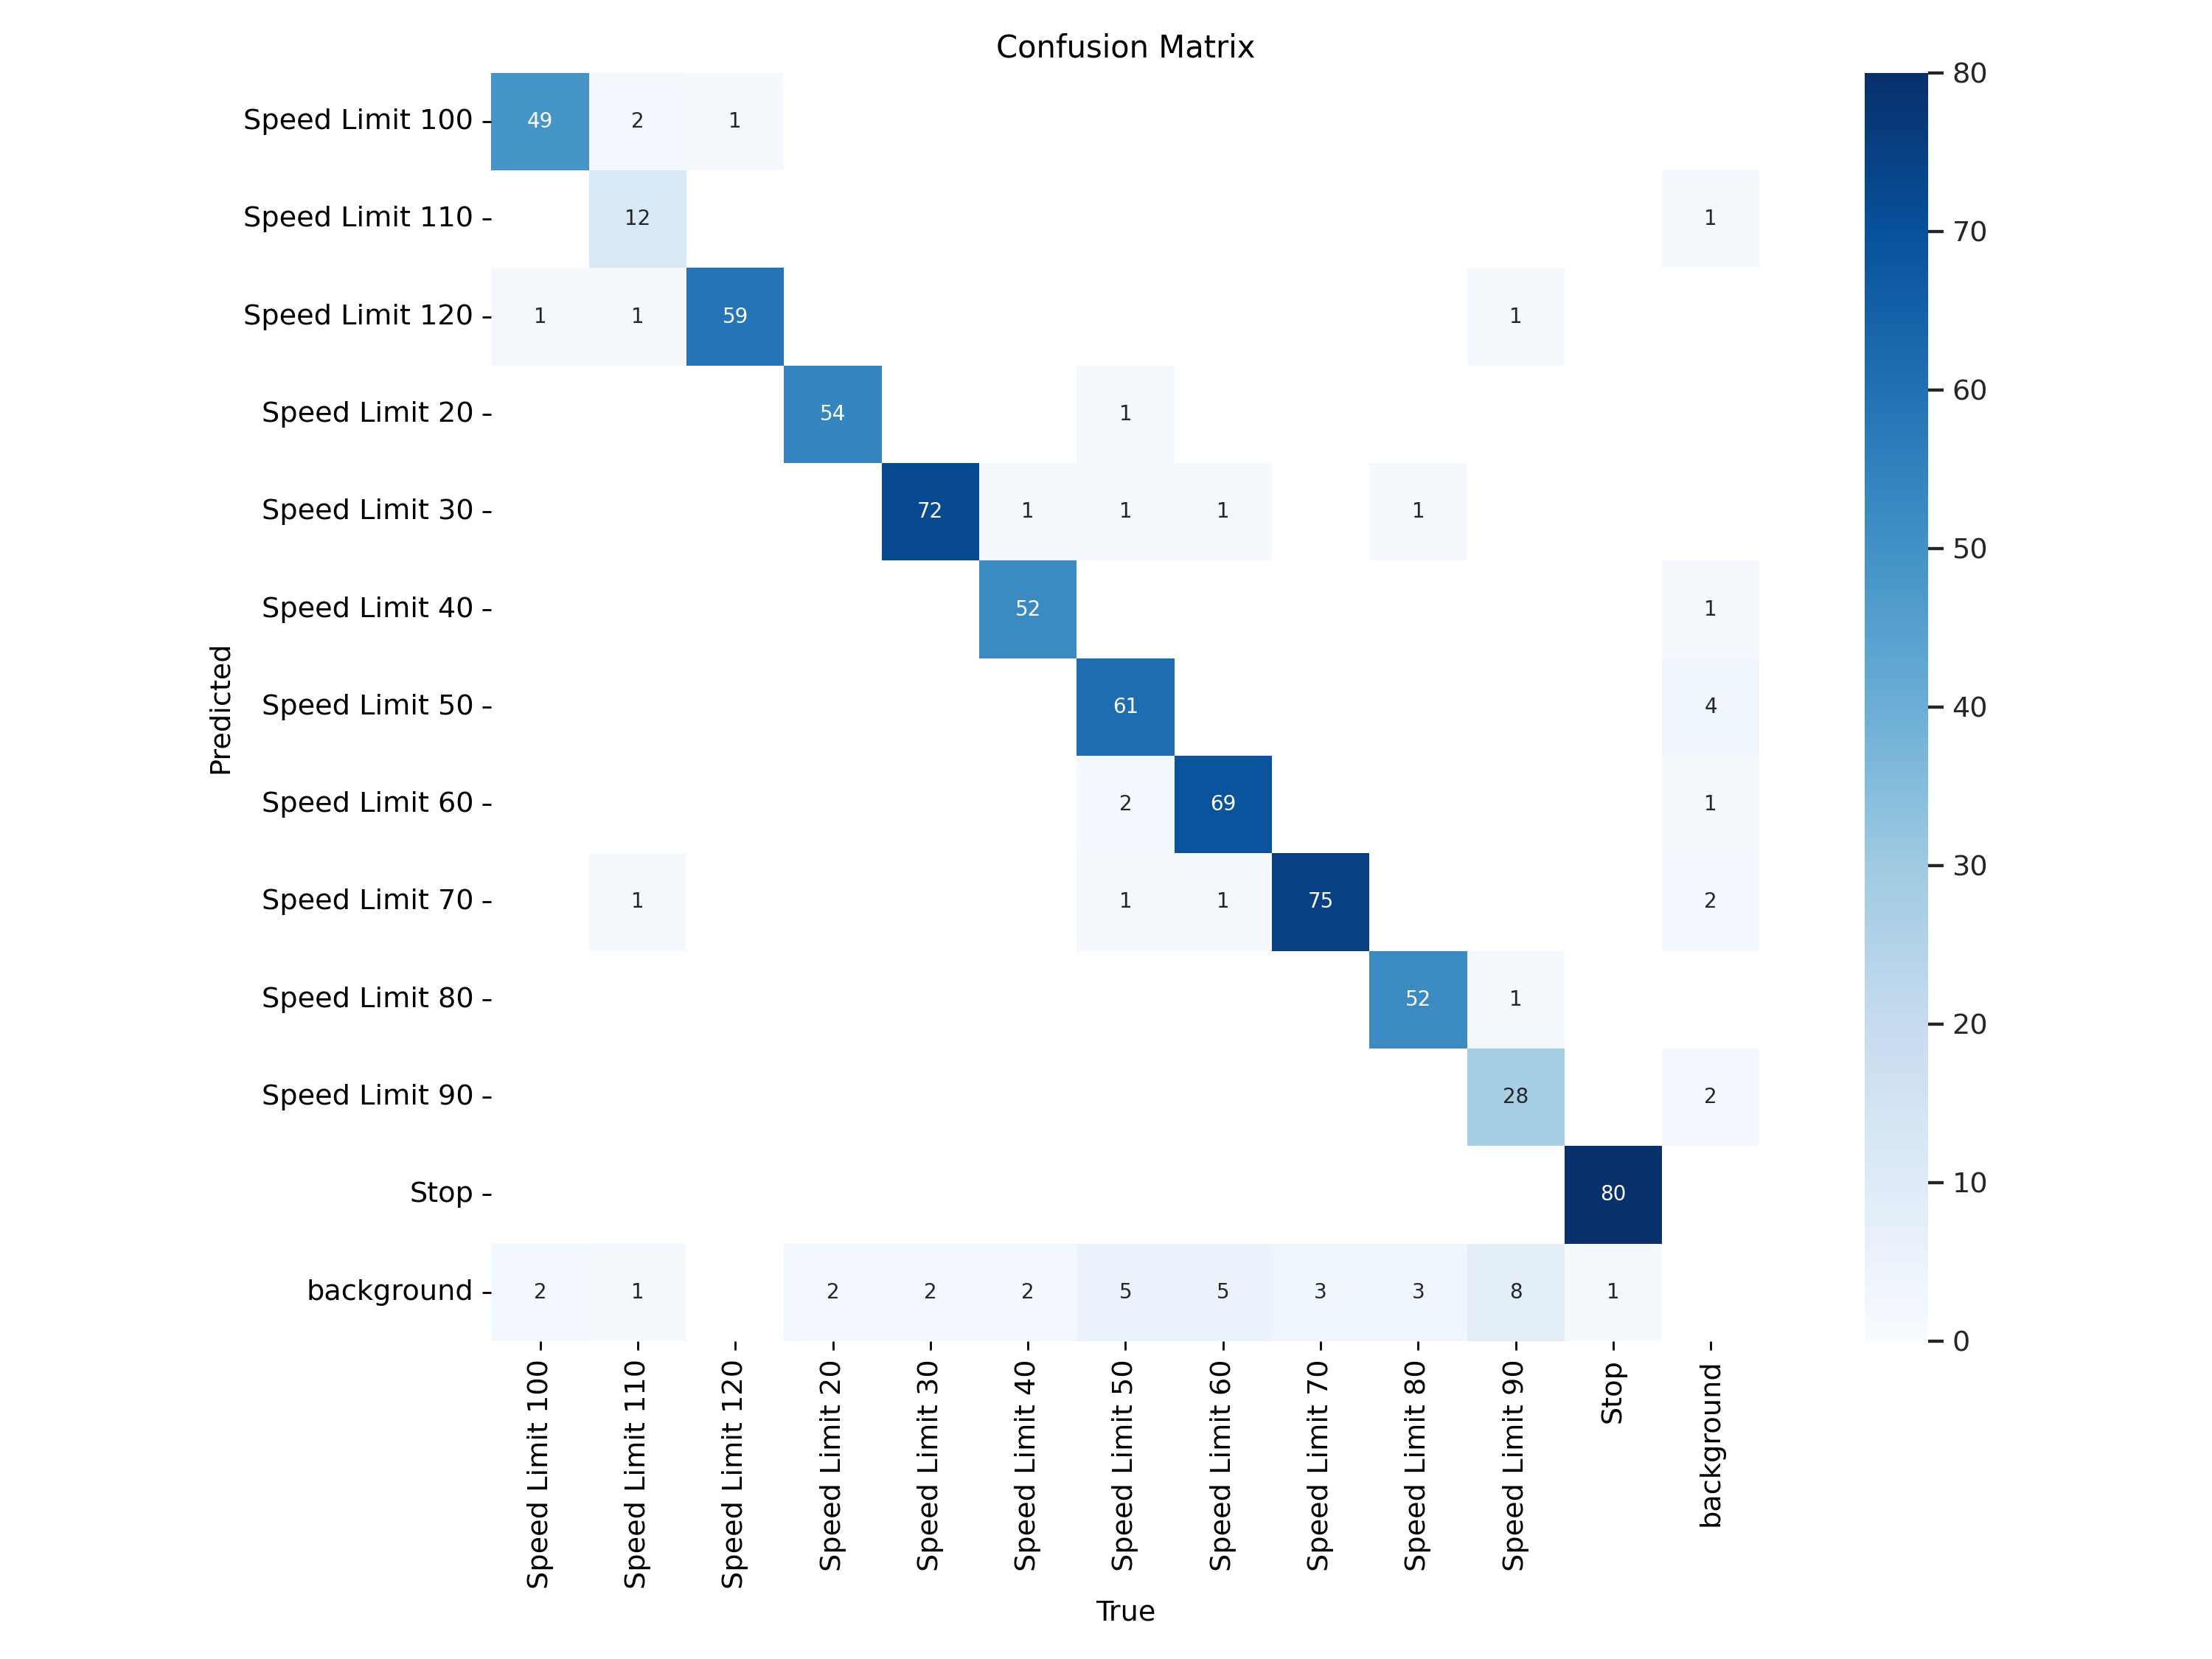 Confusion Matrix
Speed Limit 100 49 2 1
Speed Limit 110 12 1
Speed Limit 120 1 1 59 1
Speed Limit 20 54 1
Speed Limit 30 72 1 1 1 1
Speed Limit 40 52 1
Speed Limit 50 61 4
Speed Limit 60 2 69 1
Speed Limit 70 1 1 1 75 2
Speed Limit 80 52 1
Speed Limit 90 28 2
Stop 80
background 2 1 2 2 2 5 5 3 3 8 1
Predicted
Speed Limit 100
Speed Limit 110
Speed Limit 120
Speed Limit 20
Speed Limit 30
Speed Limit 40
Speed Limit 50
Speed Limit 60
Speed Limit 70
Speed Limit 80
Speed Limit 90
Stop
background
True
80
70
60
50
40
30
20
10
0